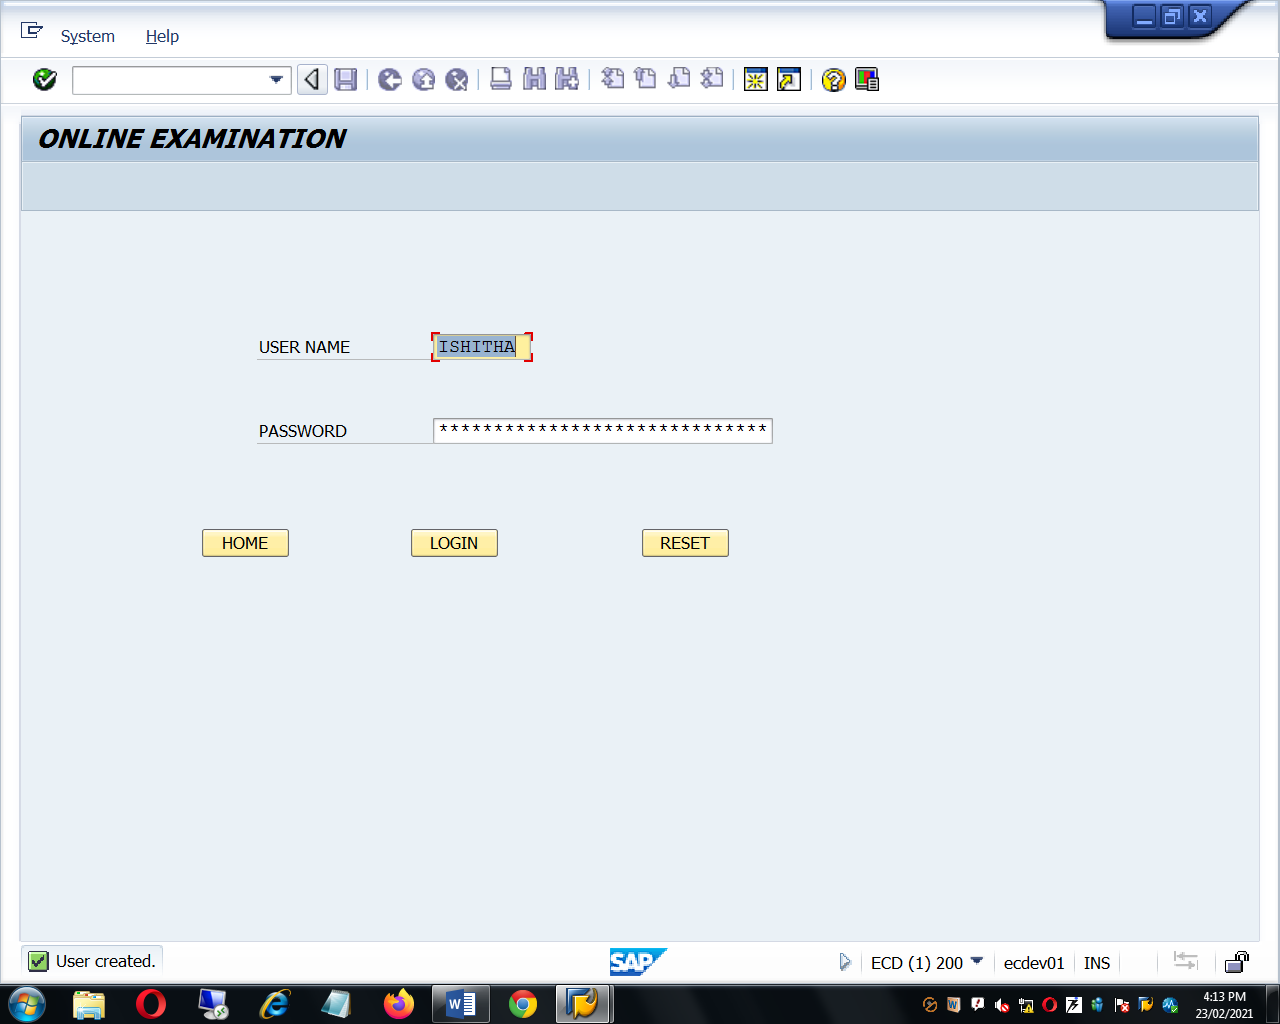 System Help
ONLINE EXAMINATION
USER NAME ISHITHA
PASSWORD ******************************
HOME LOGIN RESET
User created. SAP ECD (1) 200 ecdev01 INS
4:13 PM
23/02/2021